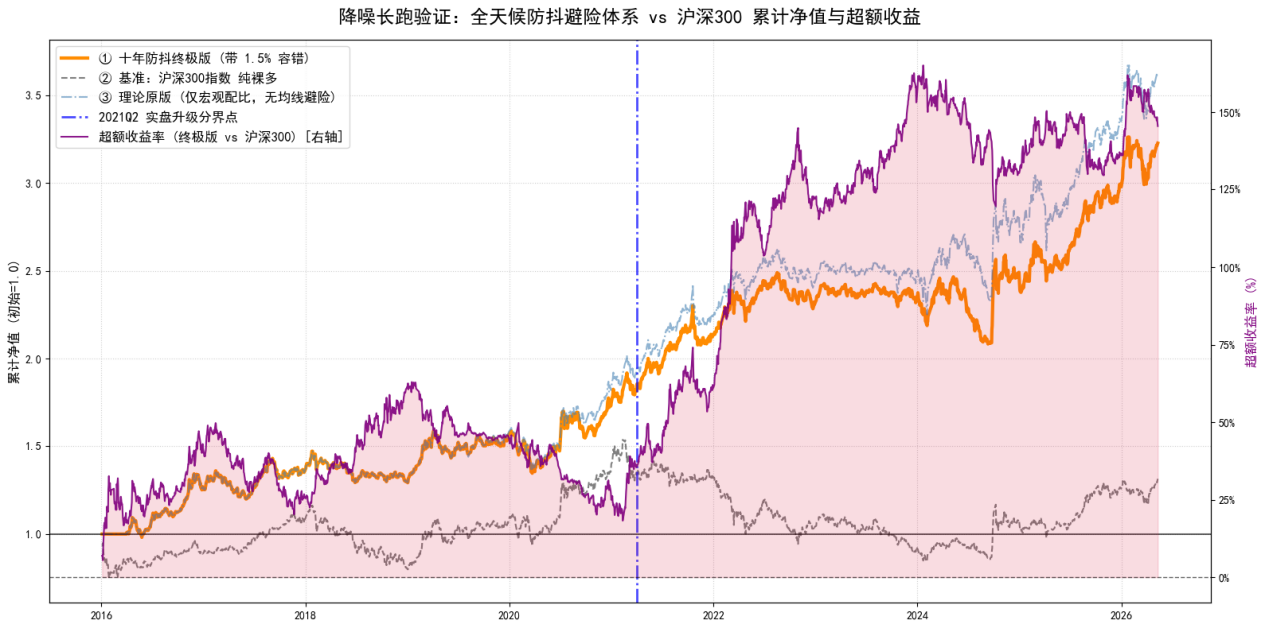 降噪长跑验证：全天候防抖避险体系 vs 沪深300 累计净值与超额收益
① 十年防抖终极版 (带 1.5% 容错)
② 基准：沪深300指数 纯裸多
③ 理论原版 (仅宏观配比，无均线避险)
2021Q2 实盘升级分界点
超额收益率 (终极版 vs 沪深300) [右轴]
累计净值 (初始=1.0)
3.5
3.0
2.5
2.0
1.5
1.0
150%
125%
100%
75%
50%
25%
0%
超额收益率 (%)
2016
2018
2020
2022
2024
2026